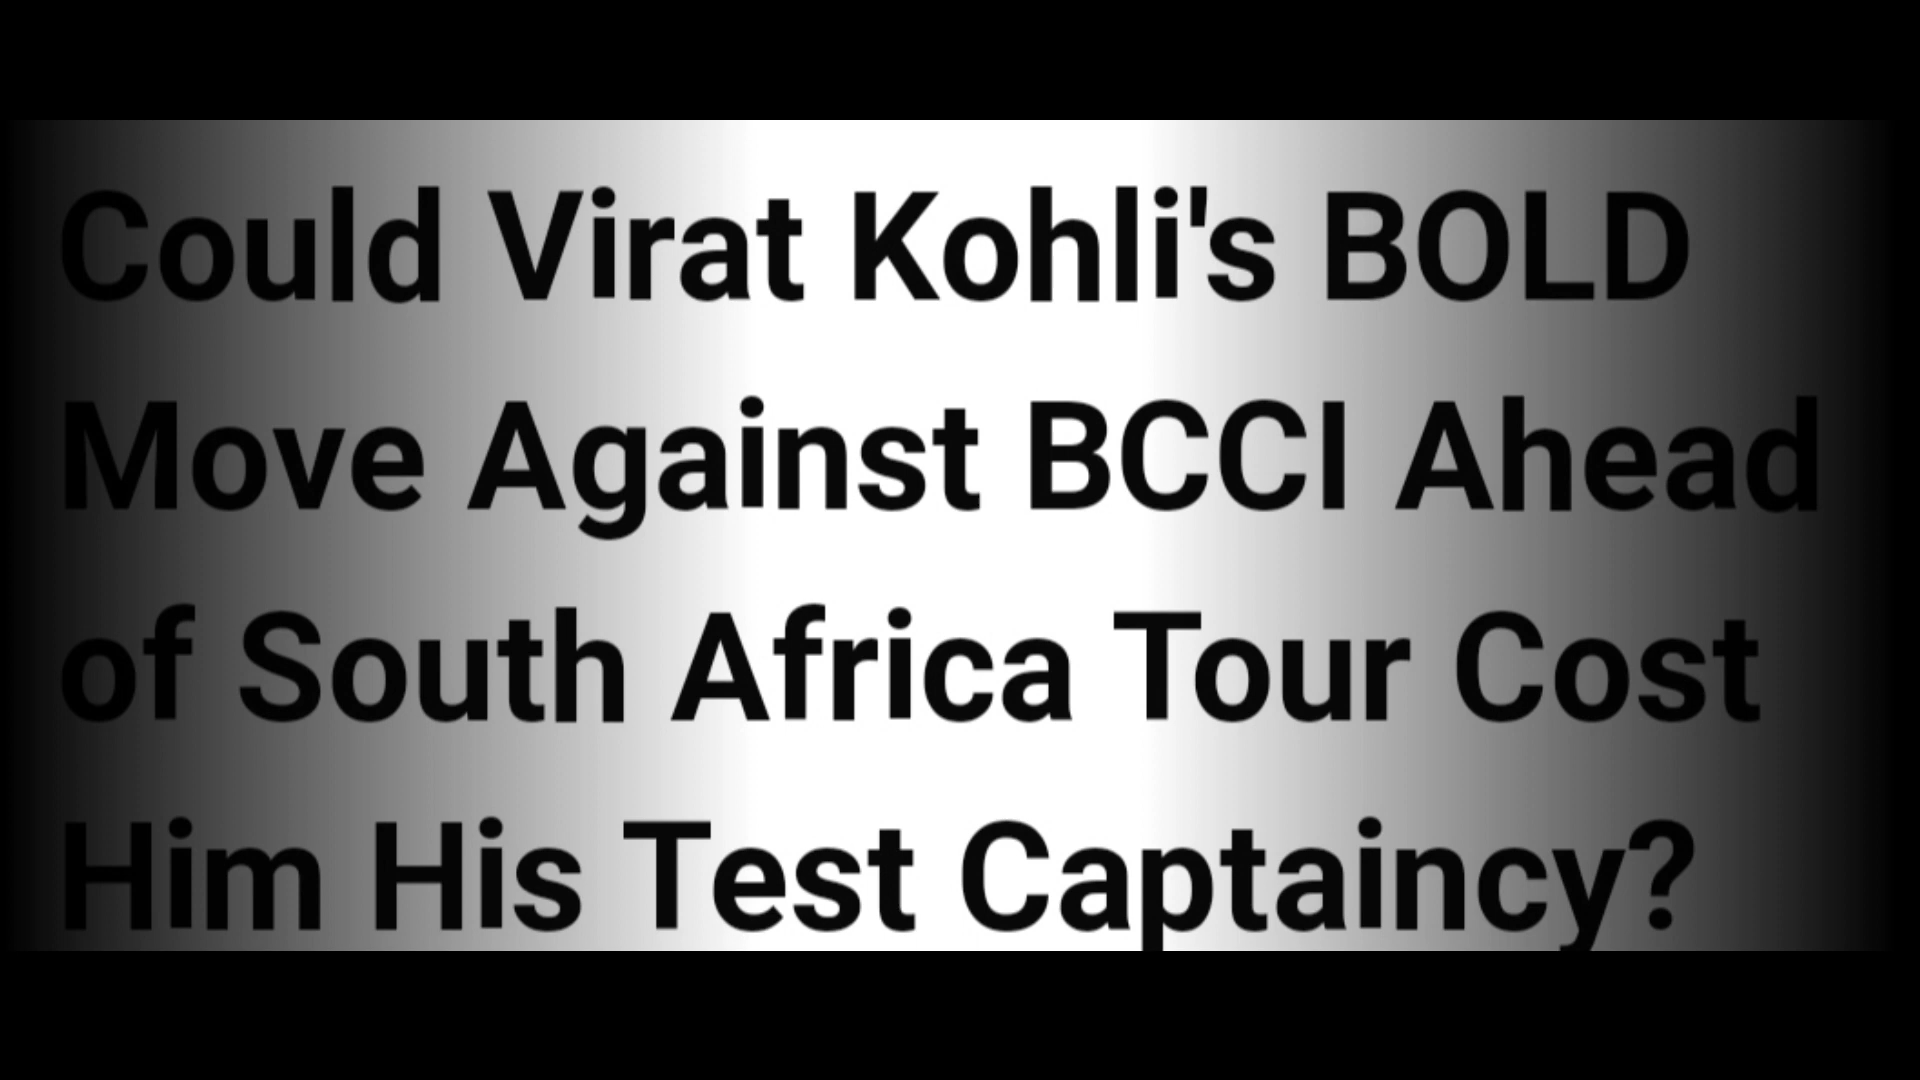 Could Virat Kohli's BOLD
Move Against BCCI Ahead
of South Africa Tour Cost
Him His Test Captaincy?